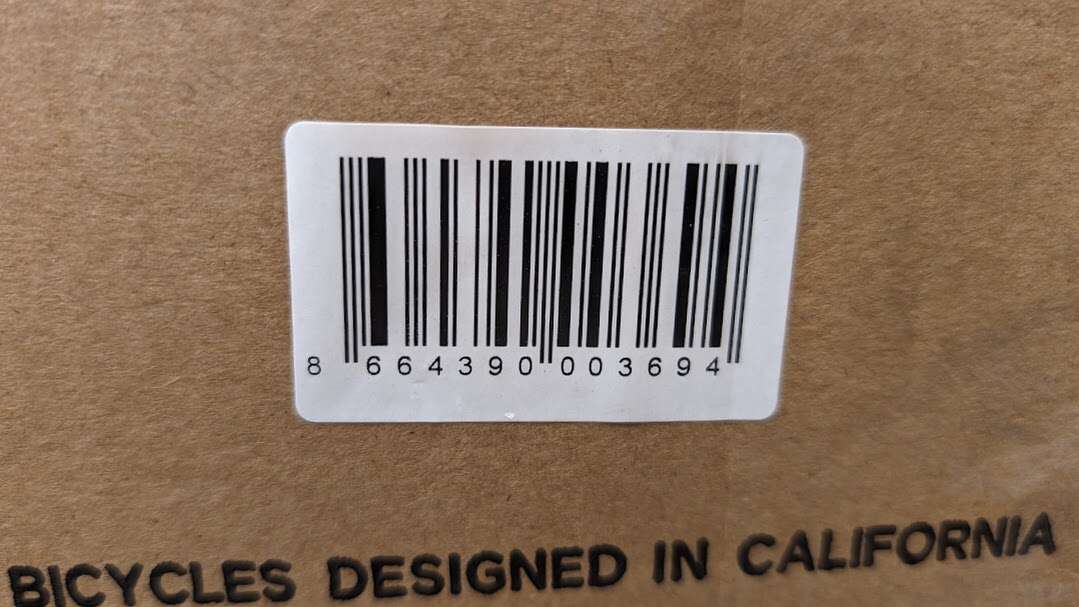 8 664390 003694
BICYCLES DESIGNED IN CALIFORNIA